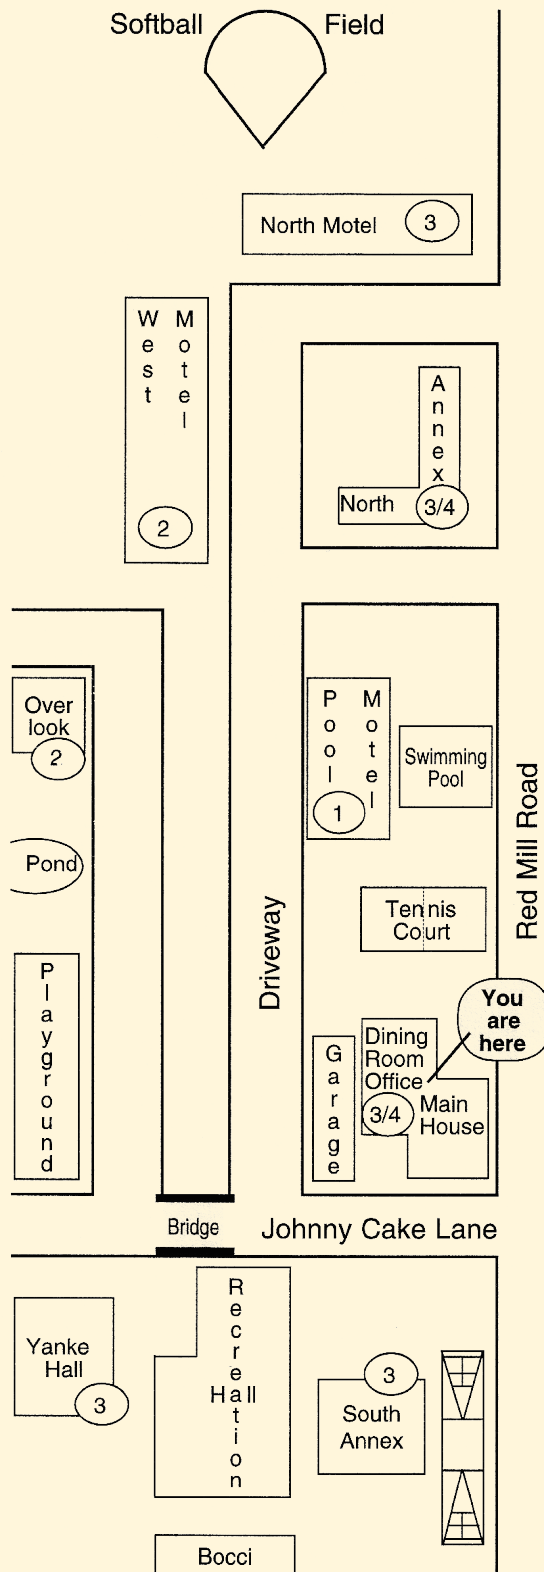 Softball Field
North Motel 3
West Motel
2
Annex
North 3/4
Over
look
2
Pool Motel
1
Swimming
Pool
Pond
Tennis
Court
Red Mill Road
Driveway
Playground
You
are
here
Garage
Dining
Room
Office
3/4
Main
House
Bridge
Johnny Cake Lane
Yanke
Hall
3
Recreation
Hall
3
South
Annex
Bocci